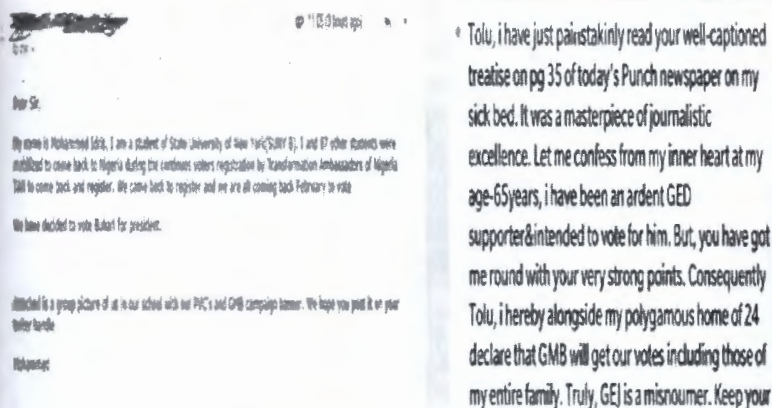 Dear Sir,
My name is Mohammed Idris, I am a student of State University of New York(SUNY B). I and 87 other students were
mobilized to come back to Nigeria during the continues voters registration by Transformation Ambassadors of Nigeria
TAN to come back and register. We came back to register and we are all coming back February to vote
We have decided to vote Buhari for president.
Attached is a group picture of us in our school with our PVC's and GMB campaign banner. We hope you post it on your
twitter handle
Mohammed
Tolu, i have just painstakinly read your well-captioned
treatise on pg 35 of today's Punch newspaper on my
sick bed. It was a masterpiece of journalistic
excellence. Let me confess from my inner heart at my
age-65years, i have been an ardent GED
supporter&intended to vote for him. But, you have got
me round with your very strong points. Consequently
Tolu, i hereby alongside my polygamous home of 24
declare that GMB will get our votes including those of
my entire family. Truly, GEJ is a misnoumer. Keep your